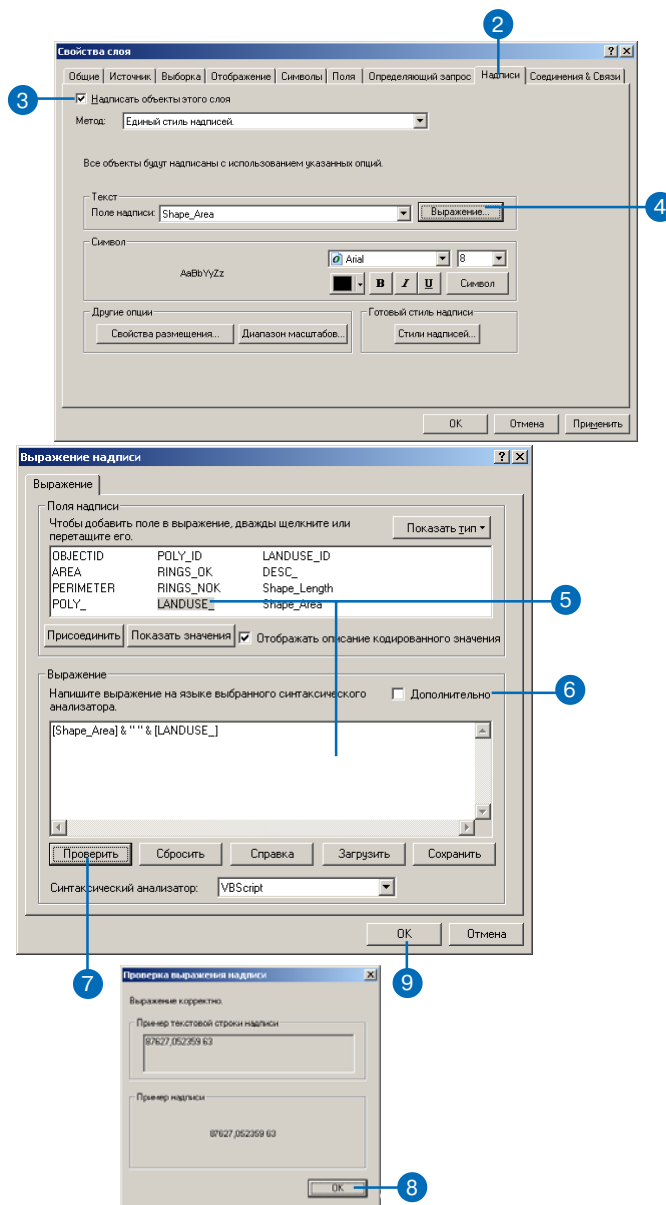 2
Свойства слоя
Общие Источник Выборка Отображение Символы Поля Определяющий запрос Надписи Соединения & Связи
3
Надписать объекты этого слоя
Метод: Единый стиль надписей.
Все объекты будут надписаны с использованием указанных опций.
Текст
Поле надписи: Shape_Area Выражение...
4
Символ
AaBbYyZz
Arial 8
B I U Символ
Другие опции Готовый стиль надписи
Свойства размещения... Диапазон масштабов... Стили надписей...
OK Отмена Применить
Выражение надписи
Выражение
Поля надписи
Чтобы добавить поле в выражение, дважды щелкните или
перетащите его.
Показать тип
OBJECTID POLY_ID LANDUSE_ID
AREA RINGS_OK DESC_
PERIMETER RINGS_NOK Shape_Length
POLY_ LANDUSE_ Shape_Area
5
Присоединить Показать значения Отображать описание кодированного значения
Выражение
Напишите выражение на языке выбранного синтаксического
анализатора.
Дополнительно
6
[Shape_Area] & " " & [LANDUSE_]
Проверить Сбросить Справка Загрузить Сохранить
Синтаксический анализатор: VBScript
OK Отмена
7
9
Проверка выражения надписи
Выражение корректно.
Пример текстовой строки надписи
87627,052359 63
Пример надписи
87627,052359 63
OK
8